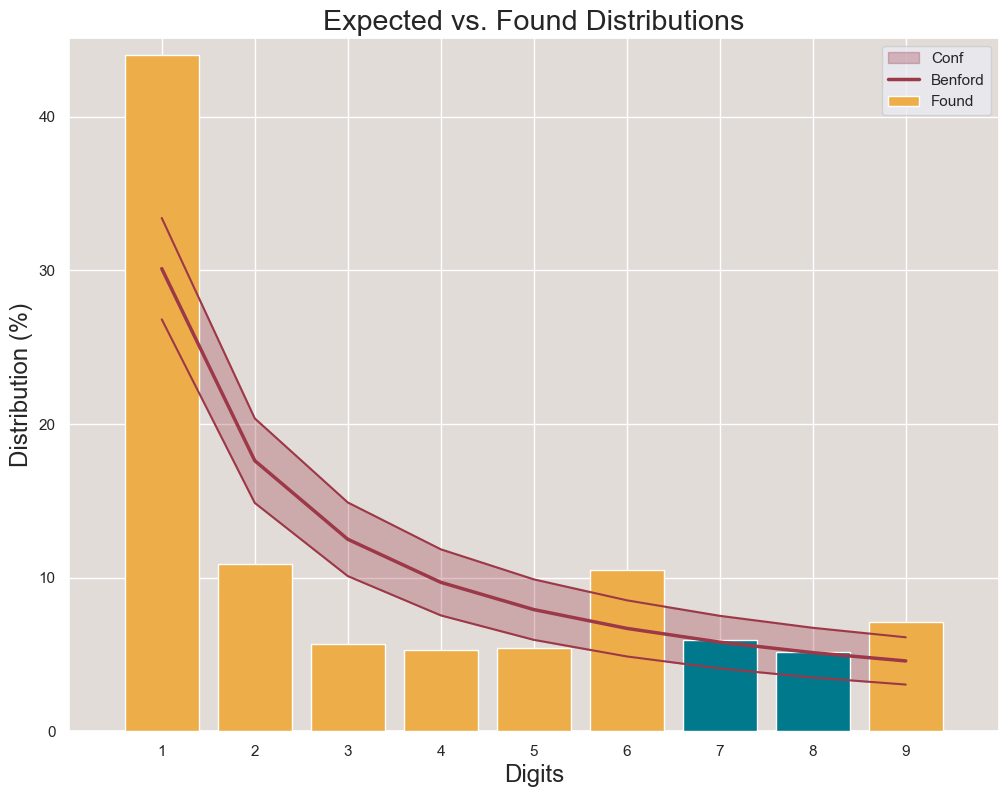 Expected vs. Found Distributions
Conf
Benford
Found
Distribution (%)
40
30
20
10
0
1 2 3 4 5 6 7 8 9
Digits